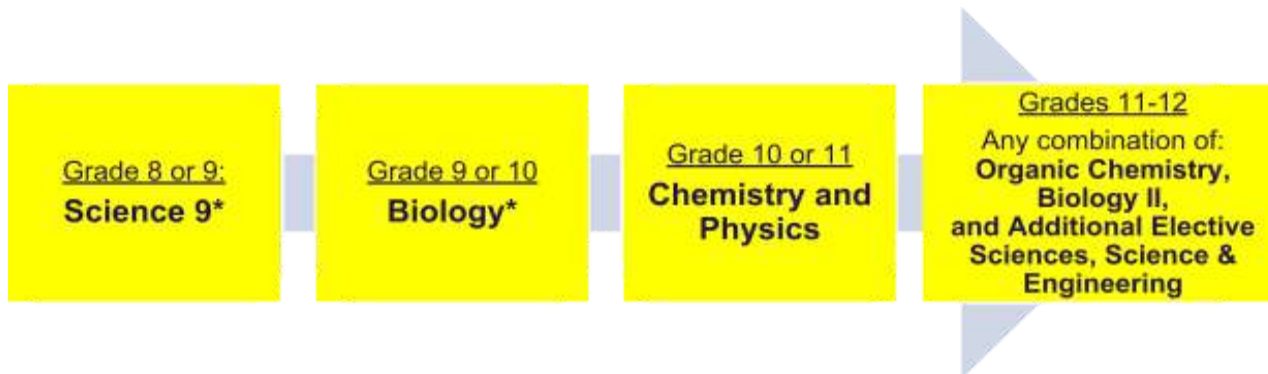 Grade 8 or 9:
Science 9*
Grade 9 or 10
Biology*
Grade 10 or 11
Chemistry and
Physics
Grades 11-12
Any combination of:
Organic Chemistry,
Biology II,
and Additional Elective
Sciences, Science &
Engineering